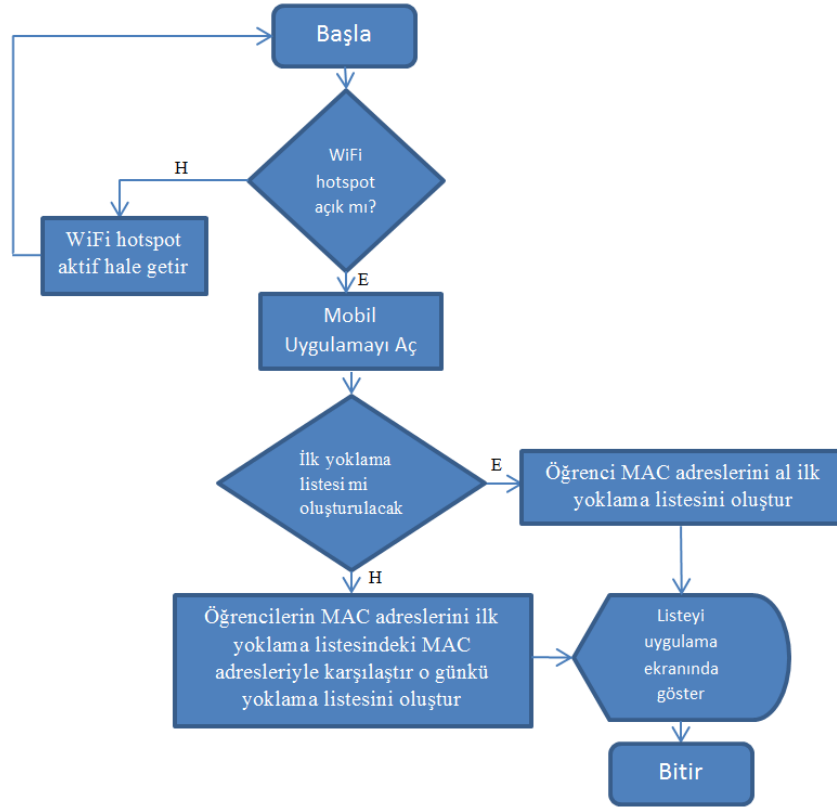 Başla
WiFi
hotspot
açık mı?
H
WiFi hotspot
aktif hale getir
E
Mobil
Uygulamayı Aç
İlk yoklama
listesi mi
oluşturulacak
E
Öğrenci MAC adreslerini al ilk
yoklama listesini oluştur
H
Öğrencilerin MAC adreslerini ilk
yoklama listesindeki MAC
adresleriyle karşılaştır o günkü
yoklama listesini oluştur
Listeyi
uygulama
ekranında
göster
Bitir